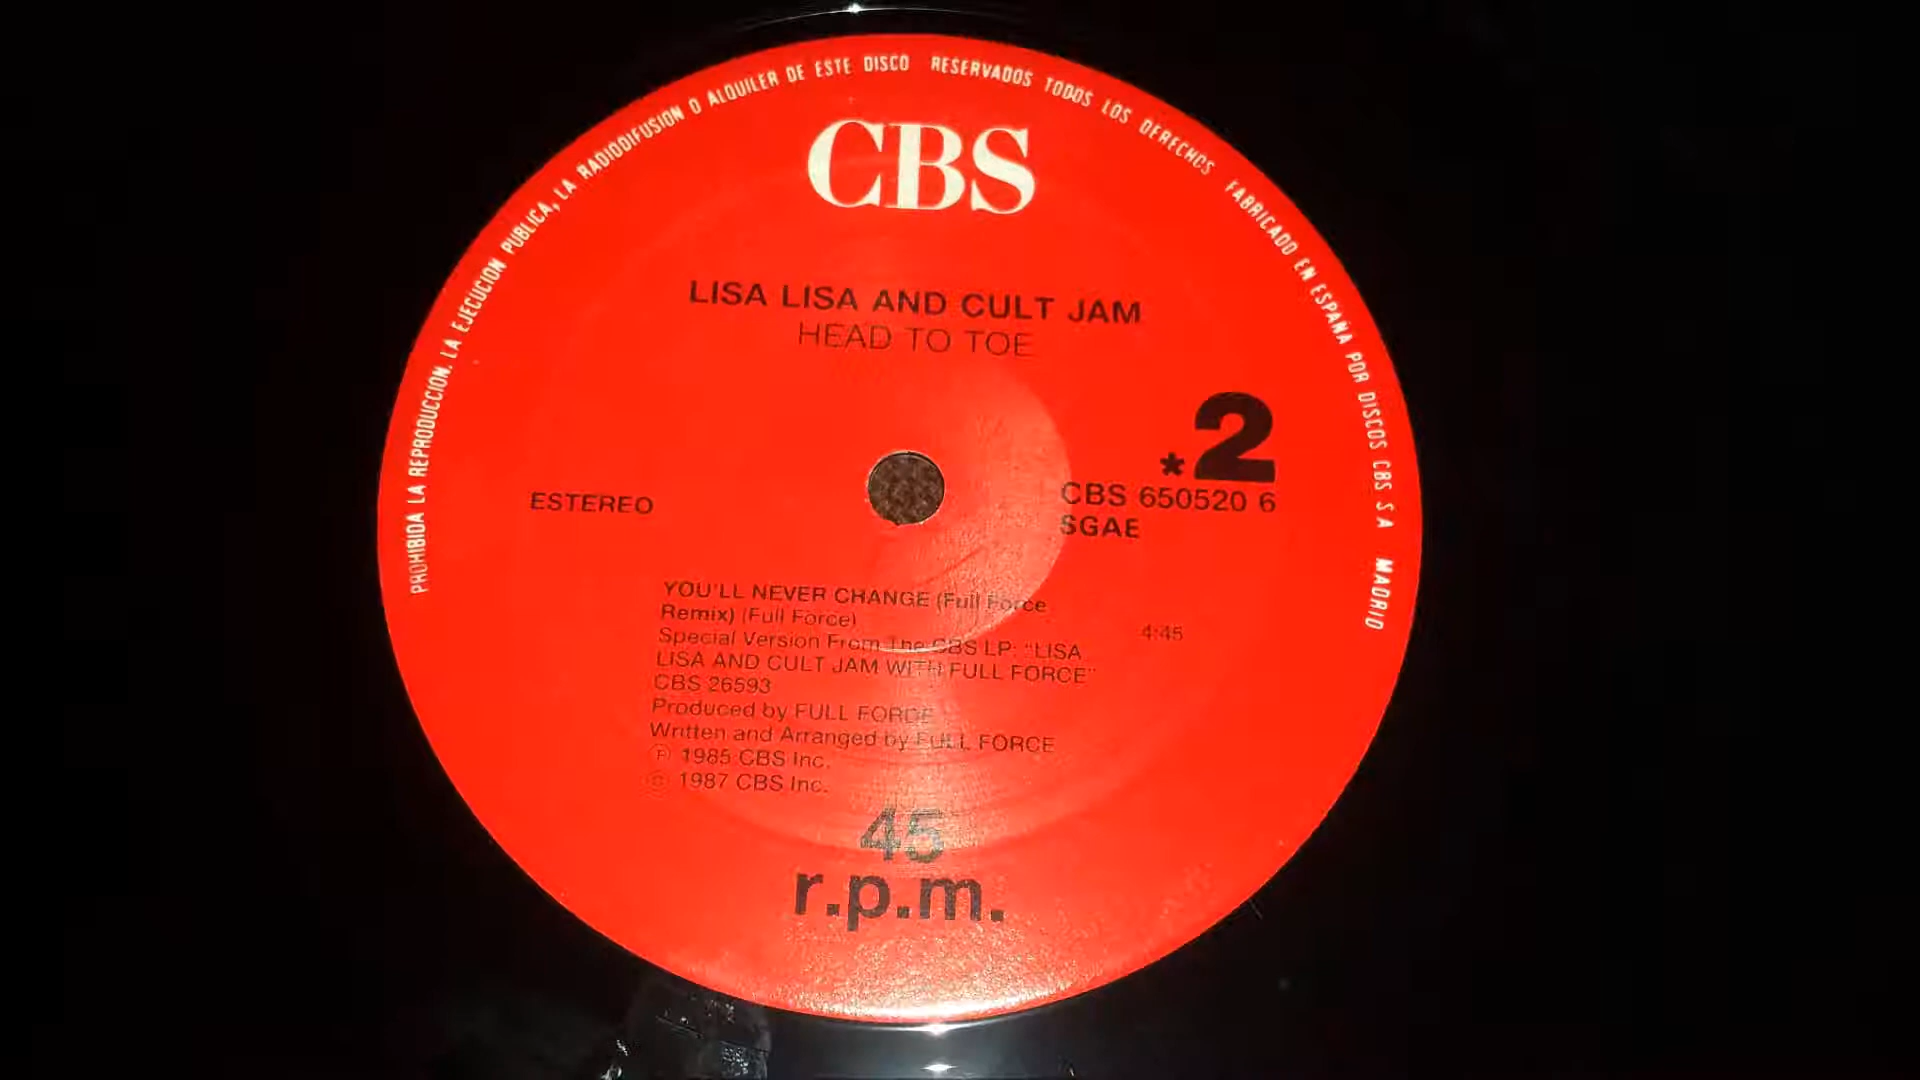 PROHIBIDA LA REPRODUCCION, LA EJECUCION PUBLICA, LA RADIODIFUSION O ALQUILER DE ESTE DISCO RESERVADOS TODOS LOS DERECHOS FABRICADO EN ESPAÑA POR DISCOS CBS S A MADRID
CBS
LISA LISA AND CULT JAM
HEAD TO TOE
*2
ESTEREO
CBS 650520 6
SGAE
YOU'LL NEVER CHANGE (Full Force
Remix) (Full Force)
4:45
Special Version From The CBS LP: "LISA
LISA AND CULT JAM WITH FULL FORCE"
CBS 26593
Produced by FULL FORCE
Written and Arranged by FULL FORCE
Ⓟ 1985 CBS Inc.
© 1987 CBS Inc.
45
r.p.m.